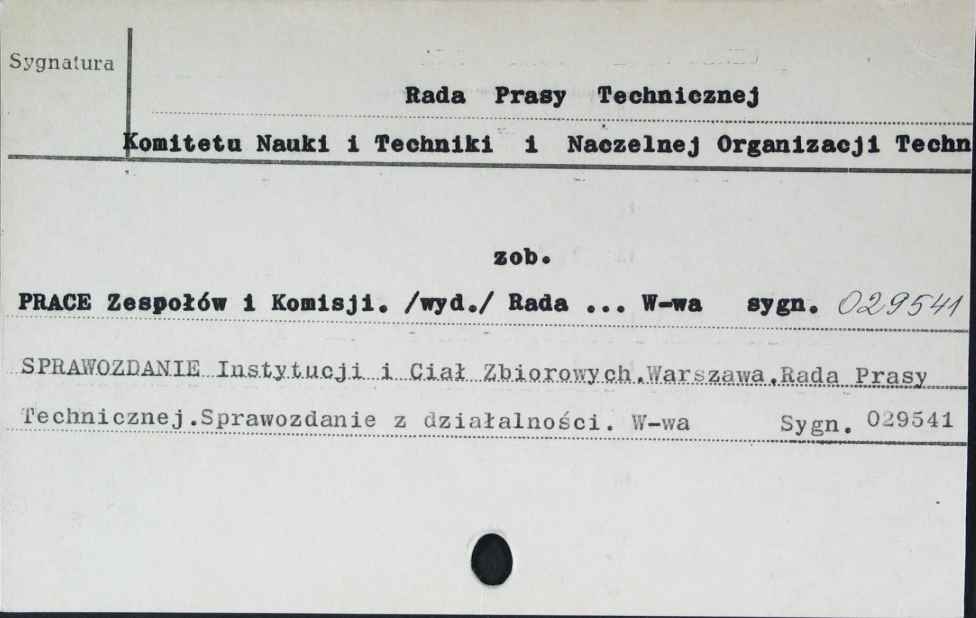 Sygnatura
Rada Prasy Technicznej
Komitetu Nauki i Techniki i Naczelnej Organizacji Techn
zob.
PRACE Zespołów i Komisji. /wyd./ Rada ... W-wa sygn. 029541
SPRAWOZDANIE Instytucji i Ciał Zbiorowych.Warszawa.Rada Prasy
Technicznej.Sprawozdanie z działalności. W-wa Sygn. 029541